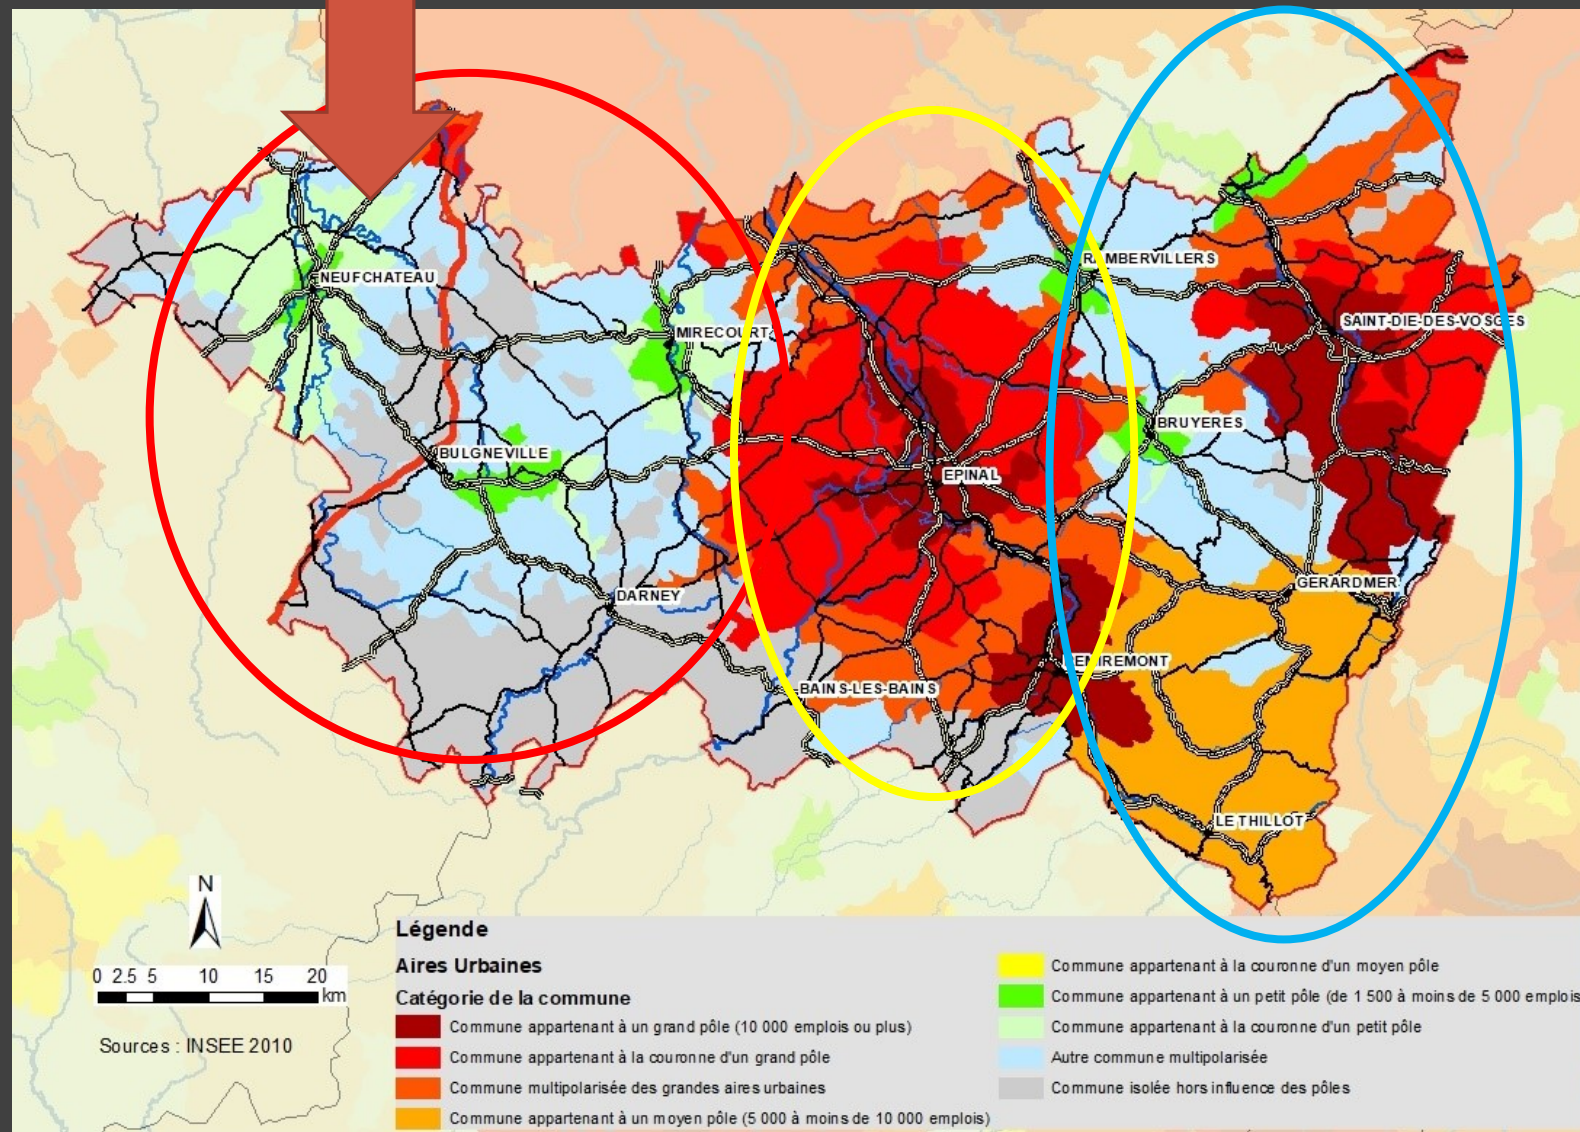 NEUFCHATEAU
RAMBERVILLERS
MIRECOURT
SAINT-DIE-DES-VOSGES
BRUYERES
BULGNEVILLE
EPINAL
GERARDMER
DARNEY
REMIREMONT
BAINS-LES-BAINS
LE THILLOT
N
0 2.5 5 10 15 20
km
Sources : INSEE 2010
Légende
Aires Urbaines
Catégorie de la commune
Commune appartenant à un grand pôle (10 000 emplois ou plus)
Commune appartenant à la couronne d'un grand pôle
Commune multipolarisée des grandes aires urbaines
Commune appartenant à un moyen pôle (5 000 à moins de 10 000 emplois)
Commune appartenant à la couronne d'un moyen pôle
Commune appartenant à un petit pôle (de 1 500 à moins de 5 000 emplois
Commune appartenant à la couronne d'un petit pôle
Autre commune multipolarisée
Commune isolée hors influence des pôles